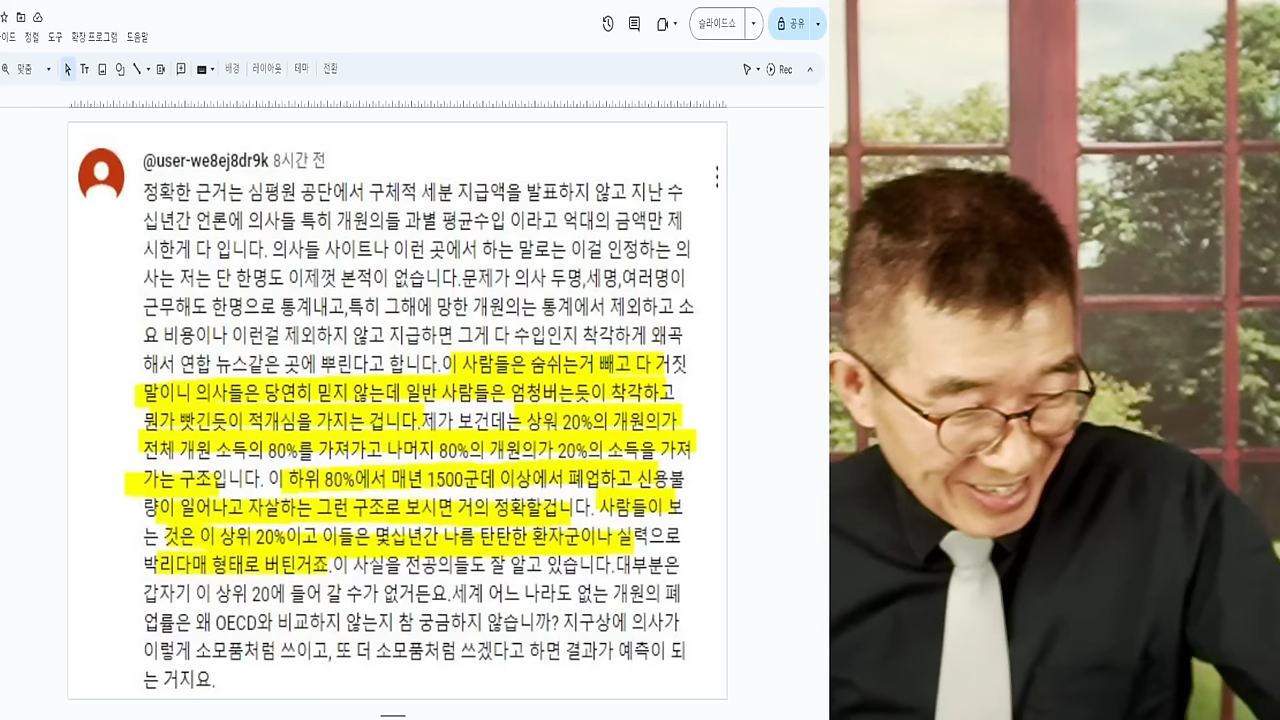 이드 정렬 도구 확장 프로그램 도움말
슬라이드쇼
공유
맞춤
배경 레이아웃 테마 전환
Rec
@user-we8ej8dr9k 8시간 전
정확한 근거는 심평원 공단에서 구체적 세분 지급액을 발표하지 않고 지난 수
십년간 언론에 의사들 특히 개원의들 과별 평균수입 이라고 억대의 금액만 제
시한게 다 입니다. 의사들 사이트나 이런 곳에서 하는 말로는 이걸 인정하는 의
사는 저는 단 한명도 이제껏 본적이 없습니다.문제가 의사 두명,세명,여러명이
근무해도 한명으로 통계내고,특히 그해에 망한 개원의는 통계에서 제외하고 소
요 비용이나 이런걸 제외하지 않고 지급하면 그게 다 수입인지 착각하게 왜곡
해서 연합 뉴스같은 곳에 뿌린다고 합니다.이 사람들은 숨쉬는거 빼고 다 거짓
말이니 의사들은 당연히 믿지 않는데 일반 사람들은 엄청버는듯이 착각하고
뭔가 빳긴듯이 적개심을 가지는 겁니다.제가 보건데는 상위 20%의 개원의가
전체 개원 소득의 80%를 가져가고 나머지 80%의 개원의가 20%의 소득을 가져
가는 구조입니다. 이 하위 80%에서 매년 1500군데 이상에서 폐업하고 신용불
량이 일어나고 자살하는 그런 구조로 보시면 거의 정확할겁니다. 사람들이 보
는 것은 이 상위 20%이고 이들은 몇십년간 나름 탄탄한 환자군이나 실력으로
박리다매 형태로 버틴거죠.이 사실을 전공의들도 잘 알고 있습니다.대부분은
갑자기 이 상위 20에 들어 갈 수가 없거든요.세계 어느 나라도 없는 개원의 폐
업률은 왜 OECD와 비교하지 않는지 참 궁금하지 않습니까? 지구상에 의사가
이렇게 소모품처럼 쓰이고, 또 더 소모품처럼 쓰겠다고 하면 결과가 예측이 되
는 거지요.